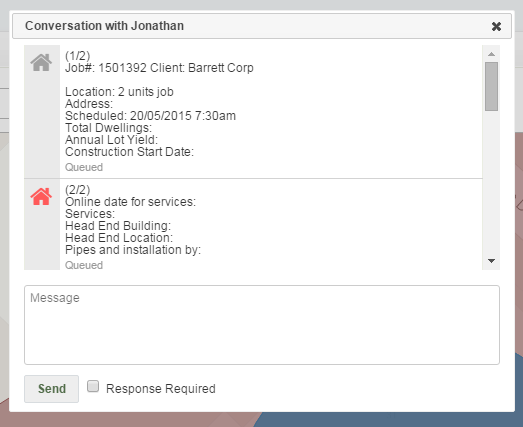 Conversation with Jonathan
(1/2)
Job#: 1501392 Client: Barrett Corp
Location: 2 units job
Address:
Scheduled: 20/05/2015 7:30am
Total Dwellings:
Annual Lot Yield:
Construction Start Date:
Queued
(2/2)
Online date for services:
Services:
Head End Building:
Head End Location:
Pipes and installation by:
Queued
Message
Send
Response Required